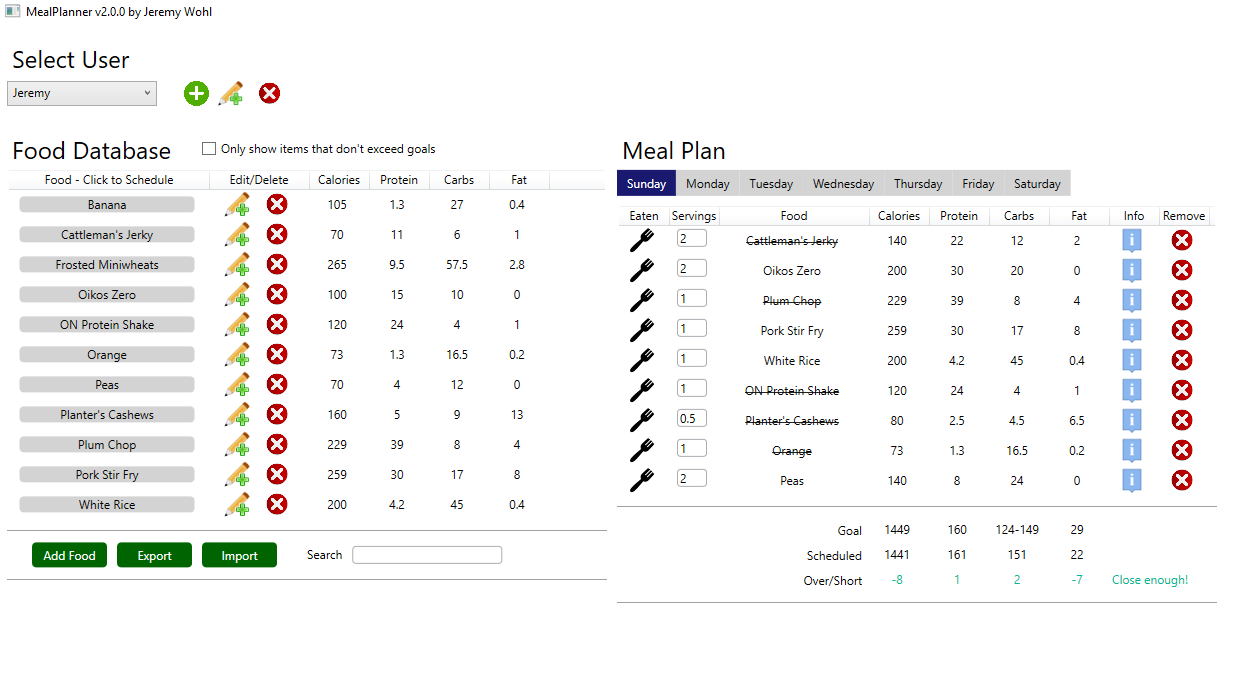 MealPlanner v2.0.0 by Jeremy Wohl
Select User
Jeremy
Food Database
Only show items that don't exceed goals
Food - Click to Schedule Edit/Delete Calories Protein Carbs Fat
Banana 105 1.3 27 0.4
Cattleman's Jerky 70 11 6 1
Frosted Miniwheats 265 9.5 57.5 2.8
Oikos Zero 100 15 10 0
ON Protein Shake 120 24 4 1
Orange 73 1.3 16.5 0.2
Peas 70 4 12 0
Planter's Cashews 160 5 9 13
Plum Chop 229 39 8 4
Pork Stir Fry 259 30 17 8
White Rice 200 4.2 45 0.4
Add Food Export Import Search
Meal Plan
Sunday Monday Tuesday Wednesday Thursday Friday Saturday
Eaten Servings Food Calories Protein Carbs Fat Info Remove
2 Cattleman's Jerky 140 22 12 2 i
2 Oikos Zero 200 30 20 0 i
1 Plum Chop 229 39 8 4 i
1 Pork Stir Fry 259 30 17 8 i
1 White Rice 200 4.2 45 0.4 i
1 ON Protein Shake 120 24 4 1 i
0.5 Planter's Cashews 80 2.5 4.5 6.5 i
1 Orange 73 1.3 16.5 0.2 i
2 Peas 140 8 24 0 i
Goal 1449 160 124-149 29
Scheduled 1441 161 151 22
Over/Short -8 1 2 -7 Close enough!